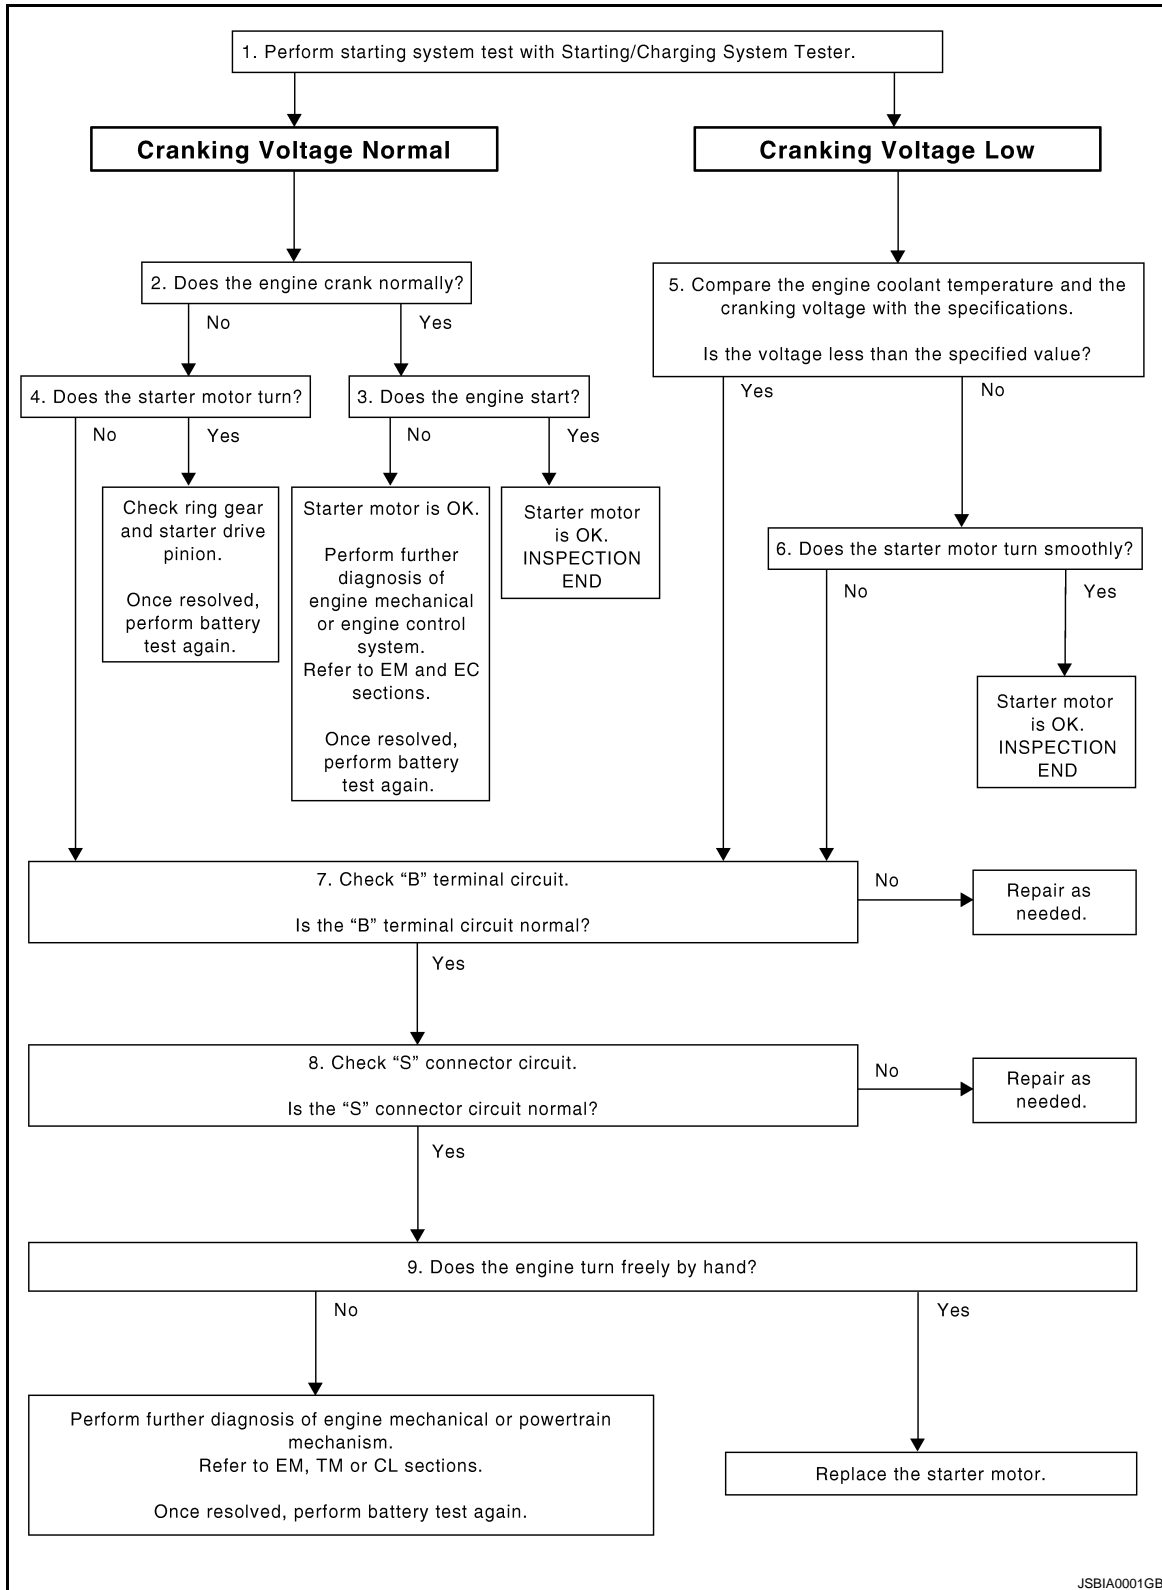 1. Perform starting system test with Starting/Charging System Tester.
Cranking Voltage Normal
Cranking Voltage Low
2. Does the engine crank normally?
5. Compare the engine coolant temperature and the
cranking voltage with the specifications.
Is the voltage less than the specified value?
No
Yes
4. Does the starter motor turn?
3. Does the engine start?
Yes
No
No
Yes
No
Yes
Check ring gear
and starter drive
pinion.
Once resolved,
perform battery
test again.
Starter motor is OK.
Perform further
diagnosis of
engine mechanical
or engine control
system.
Refer to EM and EC
sections.
Once resolved,
perform battery
test again.
Starter motor
is OK.
INSPECTION
END
6. Does the starter motor turn smoothly?
No
Yes
Starter motor
is OK.
INSPECTION
END
7. Check “B” terminal circuit.
Is the “B” terminal circuit normal?
No
Repair as
needed.
Yes
8. Check “S” connector circuit.
Is the “S” connector circuit normal?
No
Repair as
needed.
Yes
9. Does the engine turn freely by hand?
No
Yes
Perform further diagnosis of engine mechanical or powertrain
mechanism.
Refer to EM, TM or CL sections.
Once resolved, perform battery test again.
Replace the starter motor.
JSBIA0001GB